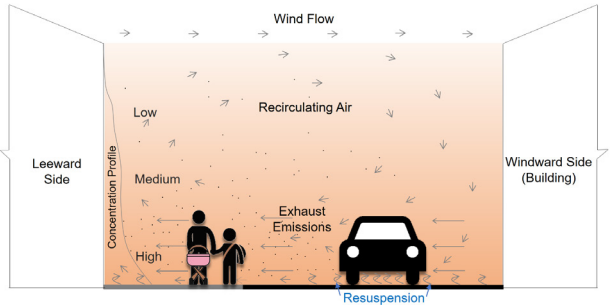 Wind Flow
Low
Recirculating Air
Concentration Profile
Leeward
Side
Windward Side
(Building)
Medium
Exhaust
Emissions
High
Resuspension